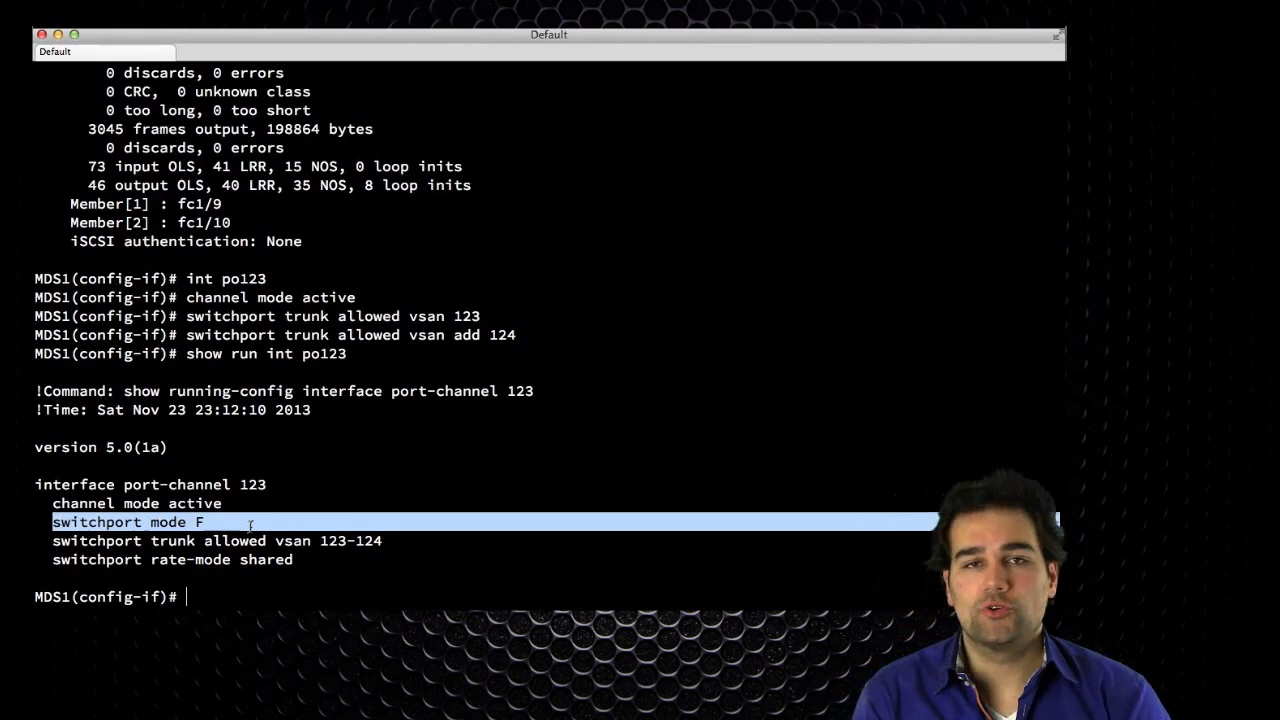 Default
Default
0 discards, 0 errors
0 CRC,  0 unknown class
0 too long, 0 too short
3045 frames output, 198864 bytes
0 discards, 0 errors
73 input OLS, 41 LRR, 15 NOS, 0 loop inits
46 output OLS, 40 LRR, 35 NOS, 8 loop inits
Member[1] : fc1/9
Member[2] : fc1/10
iSCSI authentication: None
MDS1(config-if)# int po123
MDS1(config-if)# channel mode active
MDS1(config-if)# switchport trunk allowed vsan 123
MDS1(config-if)# switchport trunk allowed vsan add 124
MDS1(config-if)# show run int po123
!Command: show running-config interface port-channel 123
!Time: Sat Nov 23 23:12:10 2013
version 5.0(1a)
interface port-channel 123
channel mode active
switchport mode F
switchport trunk allowed vsan 123-124
switchport rate-mode shared
MDS1(config-if)#